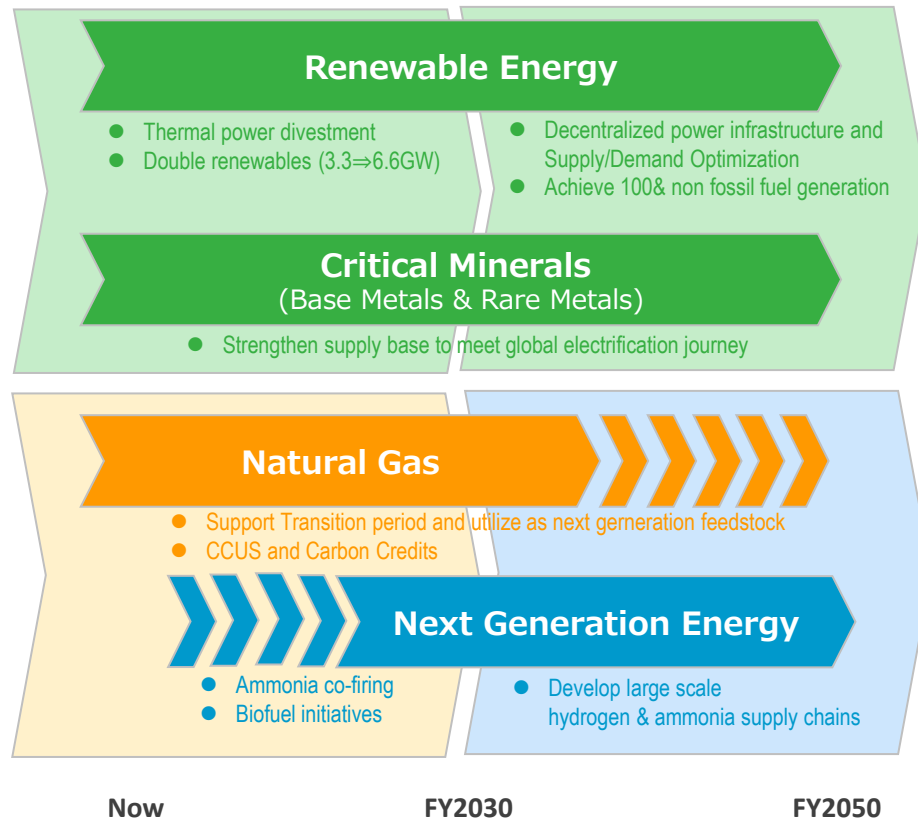 Renewable Energy
● Thermal power divestment
● Double renewables (3.3⇒6.6GW)
● Decentralized power infrastructure and
Supply/Demand Optimization
● Achieve 100& non fossil fuel generation
Critical Minerals
(Base Metals & Rare Metals)
● Strengthen supply base to meet global electrification journey
Natural Gas
● Support Transition period and utilize as next gerneration feedstock
● CCUS and Carbon Credits
Next Generation Energy
● Ammonia co-firing
● Biofuel initiatives
● Develop large scale
hydrogen & ammonia supply chains
Now FY2030 FY2050